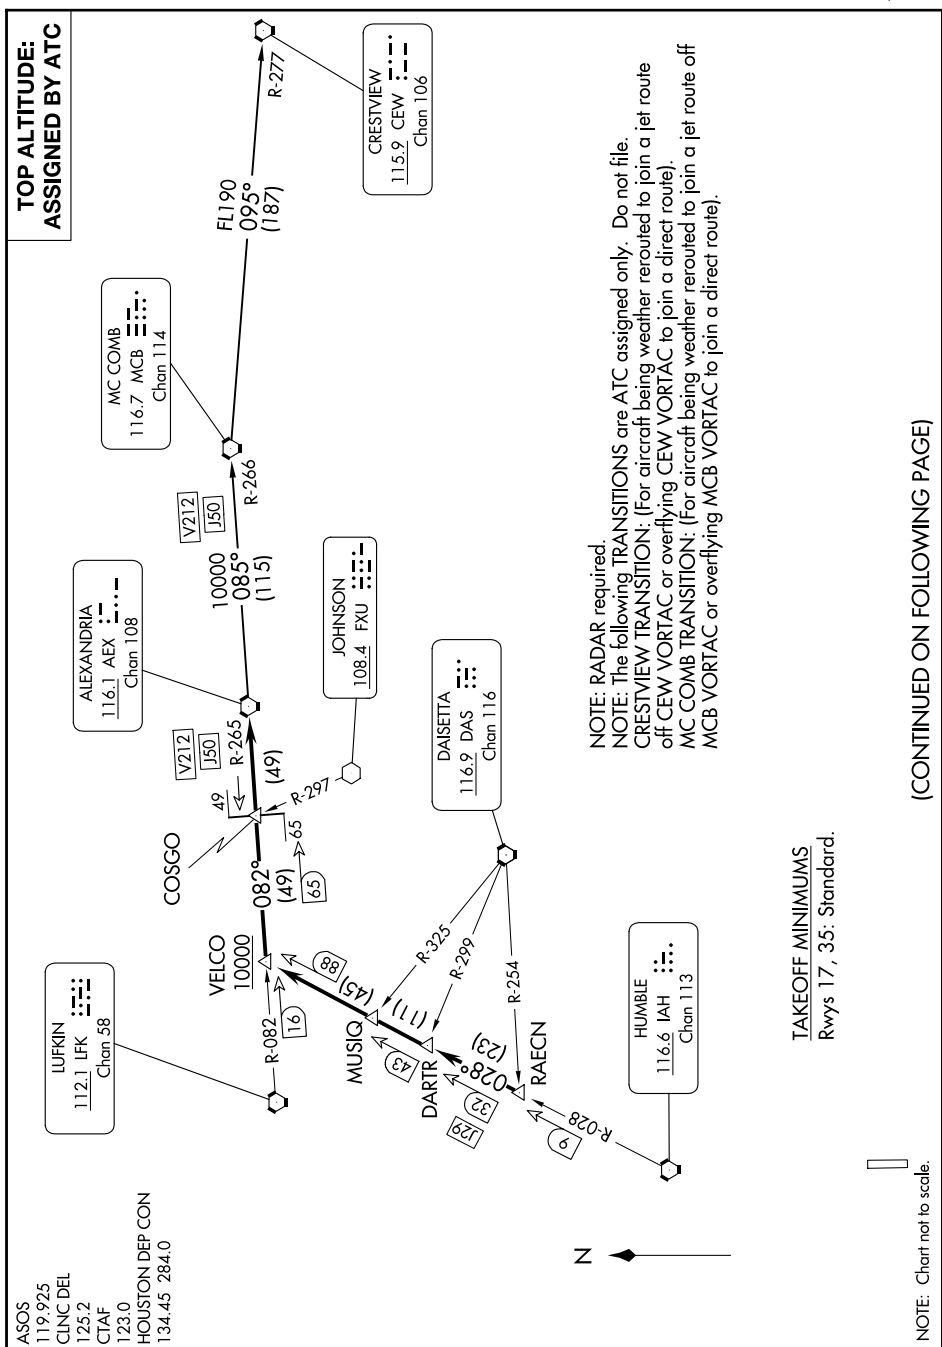 TOP ALTITUDE:
ASSIGNED BY ATC
ASOS
119.925
CLNC DEL
125.2
CTAF
123.0
HOUSTON DEP CON
134.45 284.0
LUFKIN
112.1 LFK
Chan 58
R-082
16
VELCO
10000
COSGO
082°
(49)
65
65
49
R-265
(49)
V212
J50
ALEXANDRIA
116.1 AEX
Chan 108
10000
085°
(115)
V212
J50
R-266
MC COMB
116.7 MCB
Chan 114
FL190
095°
(187)
R-277
CRESTVIEW
115.9 CEW
Chan 106
JOHNSON
108.4 FXU
R-297
DAISETTA
116.9 DAS
Chan 116
R-325
R-299
R-254
88
(45)
MUSIQ
(11)
43
DARTR
028°
(23)
32
J29
RAECN
9
R-028
HUMBLE
116.6 IAH
Chan 113
N
NOTE: RADAR required.
NOTE: The following TRANSITIONS are ATC assigned only. Do not file.
CRESTVIEW TRANSITION: (For aircraft being weather rerouted to join a jet route
off CEW VORTAC or overflying CEW VORTAC to join a direct route).
MC COMB TRANSITION: (For aircraft being weather rerouted to join a jet route off
MCB VORTAC or overflying MCB VORTAC to join a direct route).
TAKEOFF MINIMUMS
Rwys 17, 35: Standard.
(CONTINUED ON FOLLOWING PAGE)
NOTE: Chart not to scale.